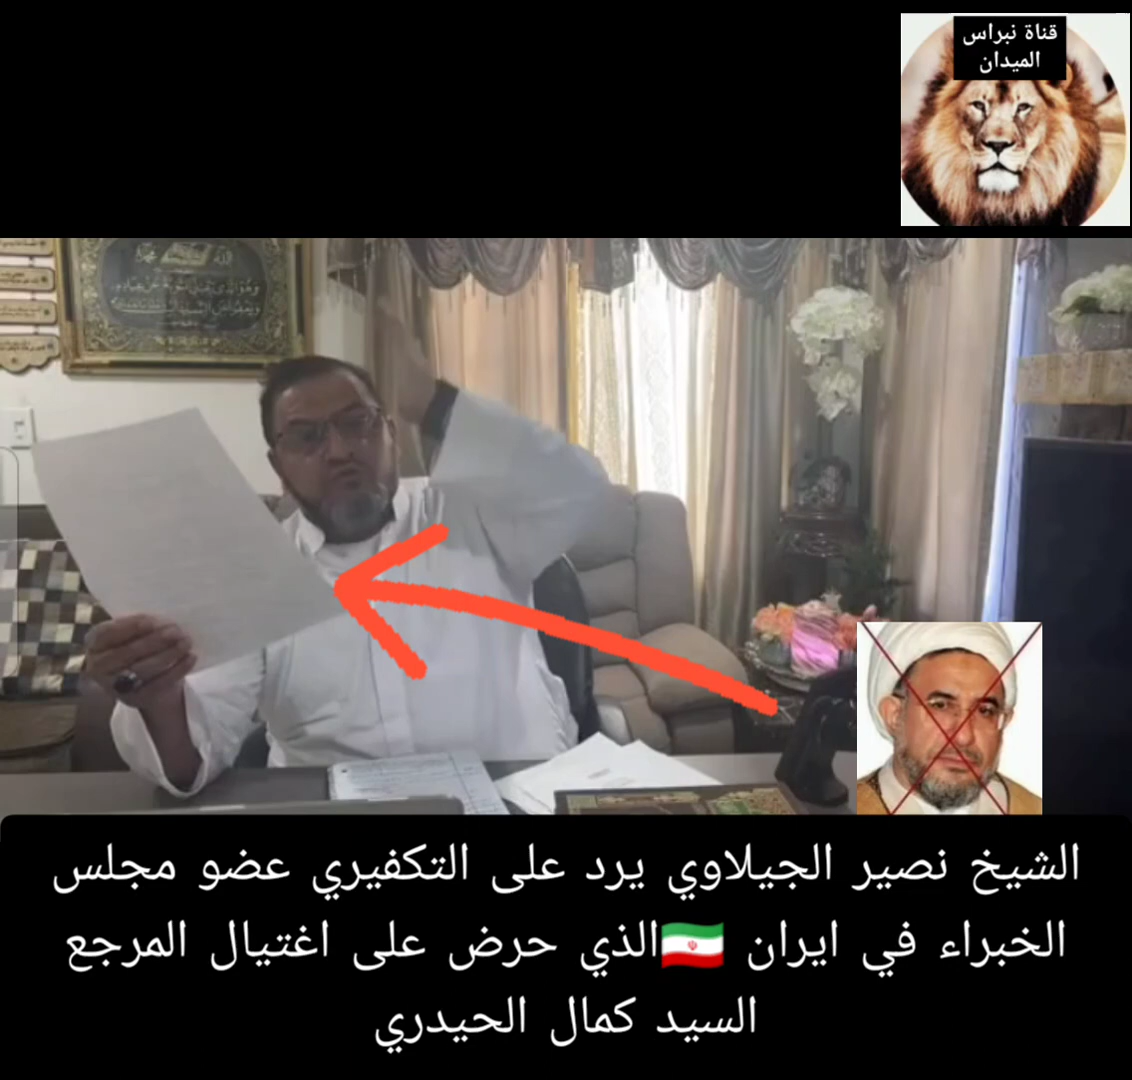 قناة نبراس
الميدان
الشيخ نصير الجيلاوي يرد على التكفيري عضو مجلس
الخبراء في ايران 🇮🇷الذي حرض على اغتيال المرجع
السيد كمال الحيدري